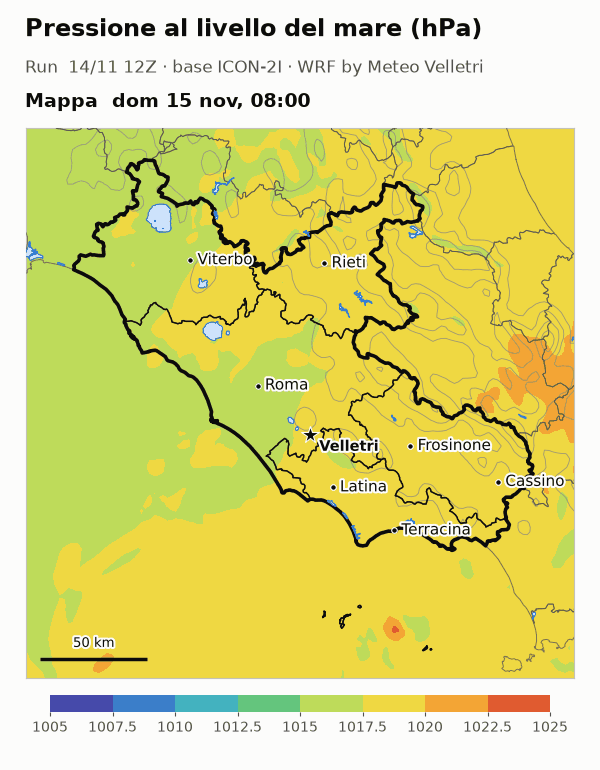 Pressione al livello del mare (hPa)
Run 14/11 12Z · base ICON-2I · WRF by Meteo Velletri
Mappa dom 15 nov, 08:00
Viterbo
Rieti
Roma
Velletri
Frosinone
Cassino
Latina
Terracina
50 km
1005 1007.5 1010 1012.5 1015 1017.5 1020 1022.5 1025